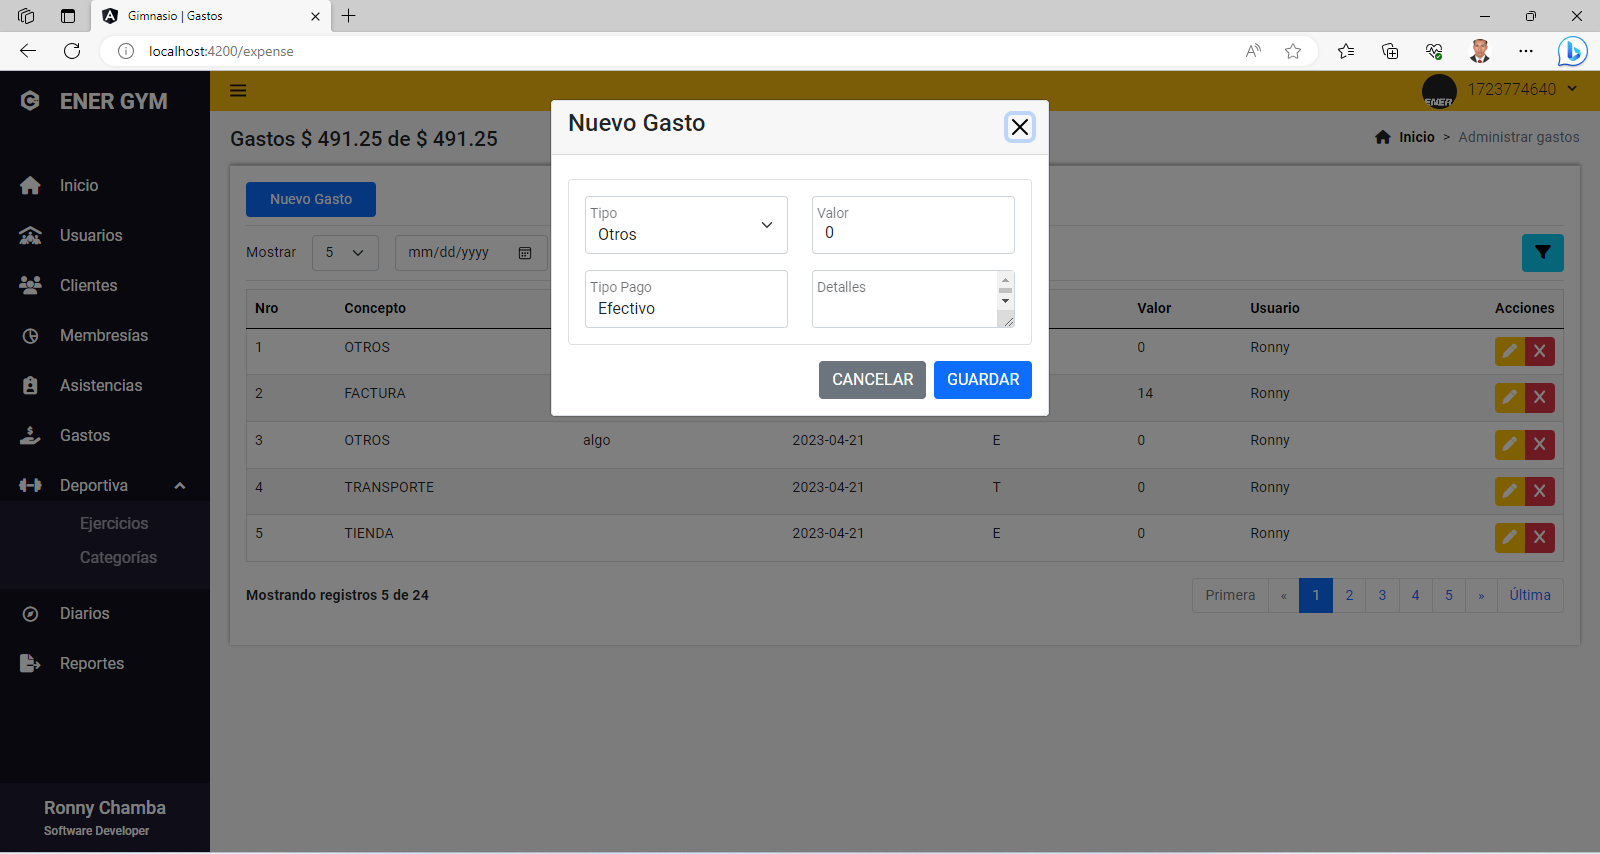 Gimnasio | Gastos
localhost:4200/expense
ENER GYM
ENER
1723774640
Gastos $ 491.25 de $ 491.25
Inicio > Administrar gastos
Inicio
Usuarios
Clientes
Membresías
Asistencias
Gastos
Deportiva
Ejercicios
Categorías
Diarios
Reportes
Ronny Chamba
Software Developer
Nuevo Gasto
Mostrar 5 mm/dd/yyyy
Nro Concepto Valor Usuario Acciones
1 OTROS 0 Ronny
2 FACTURA 14 Ronny
3 OTROS algo 2023-04-21 E 0 Ronny
4 TRANSPORTE 2023-04-21 T 0 Ronny
5 TIENDA 2023-04-21 E 0 Ronny
Mostrando registros 5 de 24
Primera « 1 2 3 4 5 » Última
Nuevo Gasto
Tipo
Otros
Valor
0
Tipo Pago
Efectivo
Detalles
CANCELAR GUARDAR